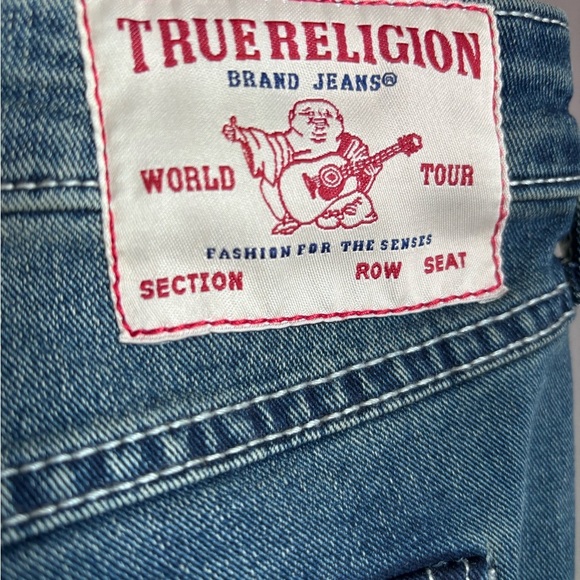 TRUE RELIGION
BRAND JEANS®
WORLD TOUR
FASHION FOR THE SENSES
SECTION ROW SEAT